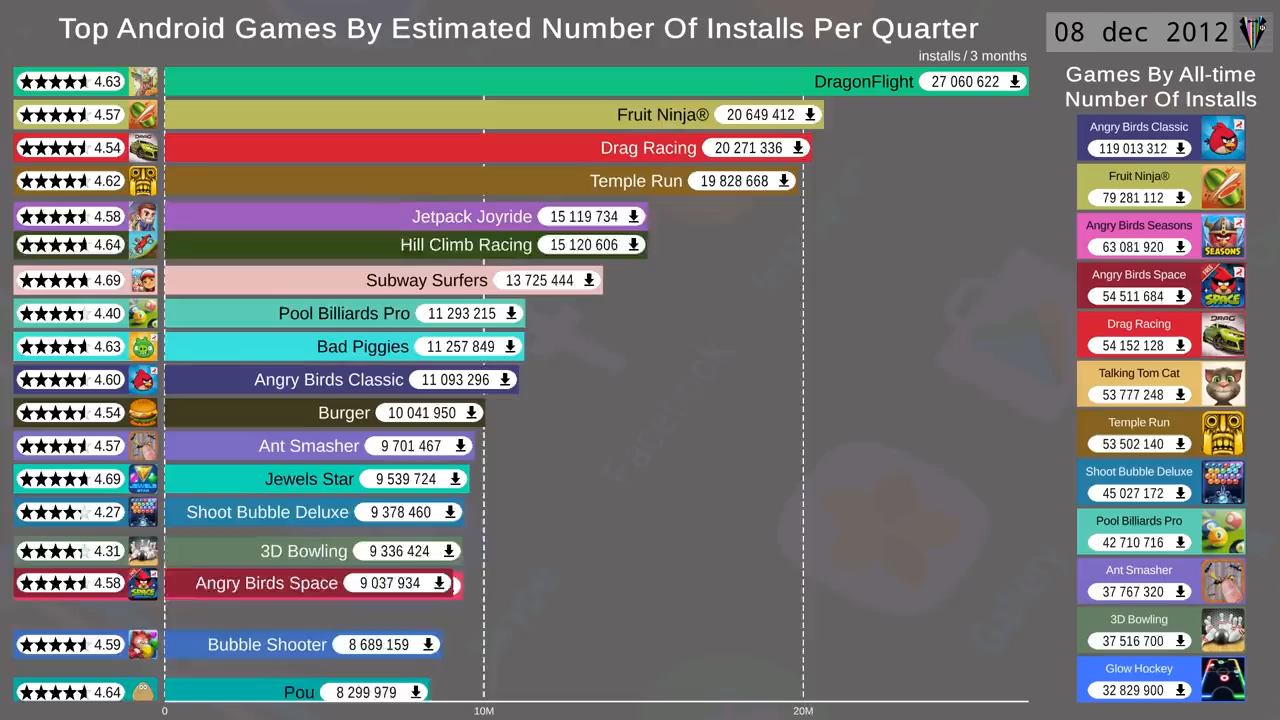 Top Android Games By Estimated Number Of Installs Per Quarter
08 dec 2012
installs / 3 months
4.63 DragonFlight 27 060 622
4.57 Fruit Ninja® 20 649 412
4.54 Drag Racing 20 271 336
4.62 Temple Run 19 828 668
4.58 Jetpack Joyride 15 119 734
4.64 Hill Climb Racing 15 120 606
4.69 Subway Surfers 13 725 444
4.40 Pool Billiards Pro 11 293 215
4.63 Bad Piggies 11 257 849
4.60 Angry Birds Classic 11 093 296
4.54 Burger 10 041 950
4.57 Ant Smasher 9 701 467
4.69 Jewels Star 9 539 724
4.27 Shoot Bubble Deluxe 9 378 460
4.31 3D Bowling 9 336 424
4.58 Angry Birds Space 9 037 934
4.59 Bubble Shooter 8 689 159
4.64 Pou 8 299 979
0 10M 20M
Games By All-time
Number Of Installs
Angry Birds Classic
119 013 312
Fruit Ninja®
79 281 112
Angry Birds Seasons
63 081 920
SEASONS
Angry Birds Space
54 511 684
SPACE
Drag Racing
54 152 128
DRAG
Talking Tom Cat
53 777 248
Temple Run
53 502 140
Shoot Bubble Deluxe
45 027 172
Pool Billiards Pro
42 710 716
Ant Smasher
37 767 320
3D Bowling
37 516 700
Glow Hockey
32 829 900